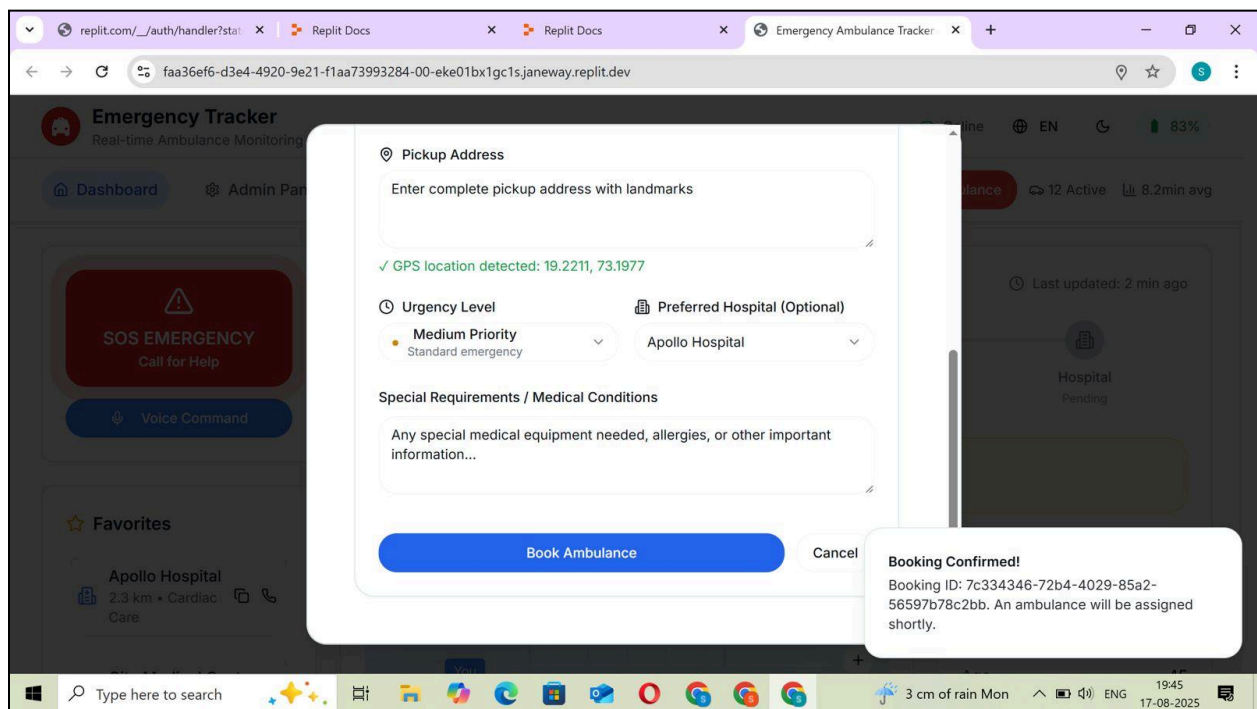 replit.com/__/auth/handler?stat
Replit Docs
Replit Docs
Emergency Ambulance Tracker
faa36ef6-d3e4-4920-9e21-f1aa73993284-00-eke01bx1gc1s.janeway.replit.dev
S
Emergency Tracker
Real-time Ambulance Monitoring
EN
83%
Dashboard
Admin Pan
12 Active
8.2min avg
SOS EMERGENCY
Call for Help
Voice Command
Favorites
Apollo Hospital
2.3 km • Cardiac
Care
Pickup Address
Enter complete pickup address with landmarks
✓ GPS location detected: 19.2211, 73.1977
Urgency Level
Medium Priority
Standard emergency
Preferred Hospital (Optional)
Apollo Hospital
Special Requirements / Medical Conditions
Any special medical equipment needed, allergies, or other important
information...
Book Ambulance
Cancel
Last updated: 2 min ago
Hospital
Pending
Booking Confirmed!
Booking ID: 7c334346-72b4-4029-85a2-
56597b78c2bb. An ambulance will be assigned
shortly.
You
Type here to search
3 cm of rain Mon
ENG
19:45
17-08-2025